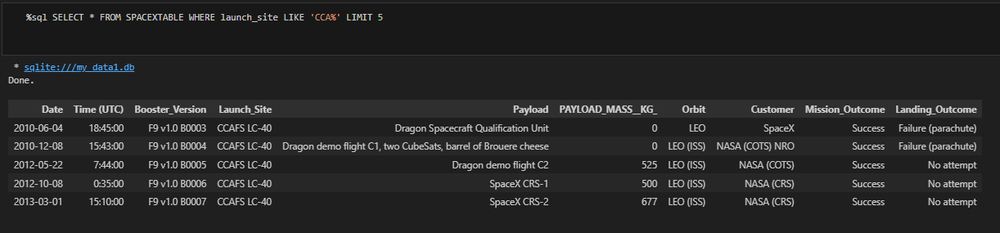 %sql SELECT * FROM SPACEXTABLE WHERE launch_site LIKE 'CCA%' LIMIT 5
* sqlite:///my_data1.db
Done.
Date Time (UTC) Booster_Version Launch_Site Payload PAYLOAD_MASS__KG_ Orbit Customer Mission_Outcome Landing_Outcome
2010-06-04 18:45:00 F9 v1.0 B0003 CCAFS LC-40 Dragon Spacecraft Qualification Unit 0 LEO SpaceX Success Failure (parachute)
2010-12-08 15:43:00 F9 v1.0 B0004 CCAFS LC-40 Dragon demo flight C1, two CubeSats, barrel of Brouere cheese 0 LEO (ISS) NASA (COTS) NRO Success Failure (parachute)
2012-05-22 7:44:00 F9 v1.0 B0005 CCAFS LC-40 Dragon demo flight C2 525 LEO (ISS) NASA (COTS) Success No attempt
2012-10-08 0:35:00 F9 v1.0 B0006 CCAFS LC-40 SpaceX CRS-1 500 LEO (ISS) NASA (CRS) Success No attempt
2013-03-01 15:10:00 F9 v1.0 B0007 CCAFS LC-40 SpaceX CRS-2 677 LEO (ISS) NASA (CRS) Success No attempt